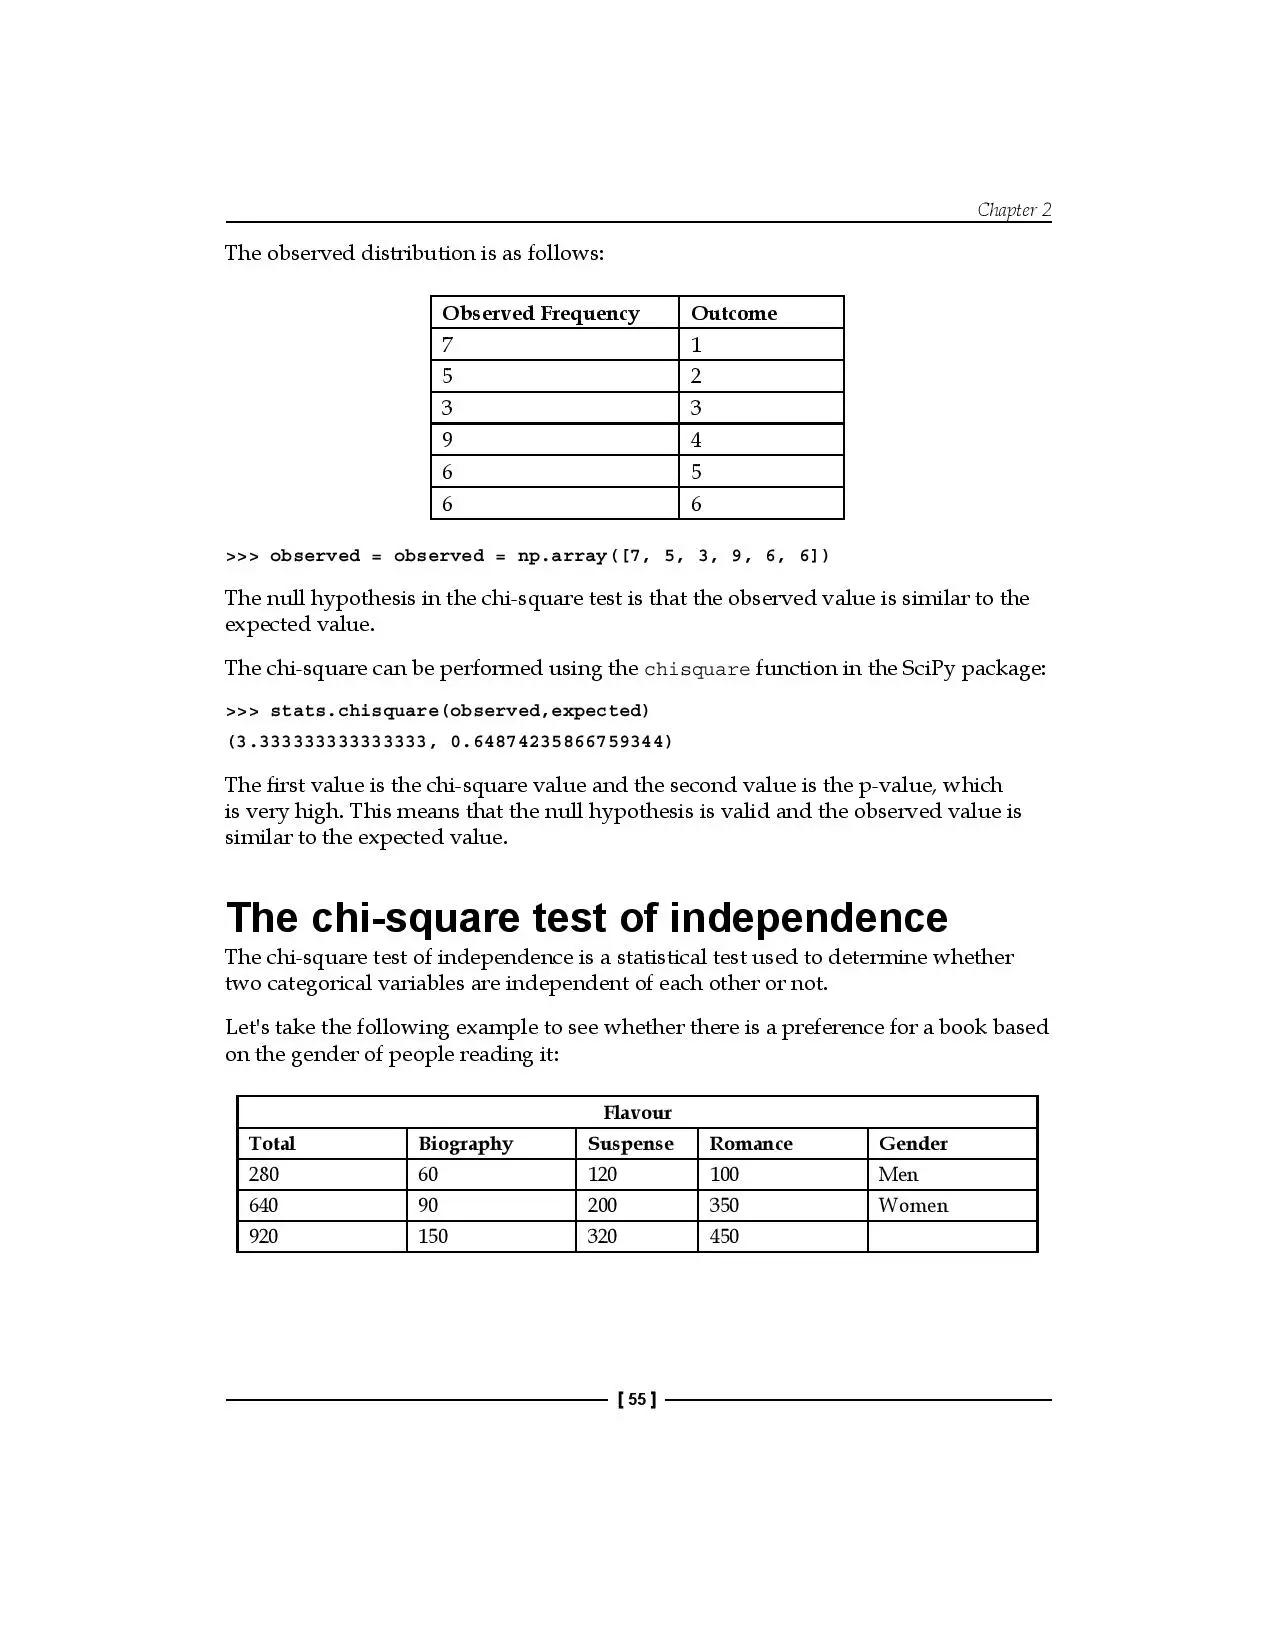 Chapter 2
The observed distribution is as follows:
Observed Frequency Outcome
7 1
5 2
3 3
9 4
6 5
6 6
>>> observed = observed = np.array([7, 5, 3, 9, 6, 6])
The null hypothesis in the chi-square test is that the observed value is similar to the
expected value.
The chi-square can be performed using the chisquare function in the SciPy package:
>>> stats.chisquare(observed,expected)
(3.333333333333333, 0.64874235866759344)
The first value is the chi-square value and the second value is the p-value, which
is very high. This means that the null hypothesis is valid and the observed value is
similar to the expected value.
The chi-square test of independence
The chi-square test of independence is a statistical test used to determine whether
two categorical variables are independent of each other or not.
Let's take the following example to see whether there is a preference for a book based
on the gender of people reading it:
Flavour
Total Biography Suspense Romance Gender
280 60 120 100 Men
640 90 200 350 Women
920 150 320 450
[ 55 ]